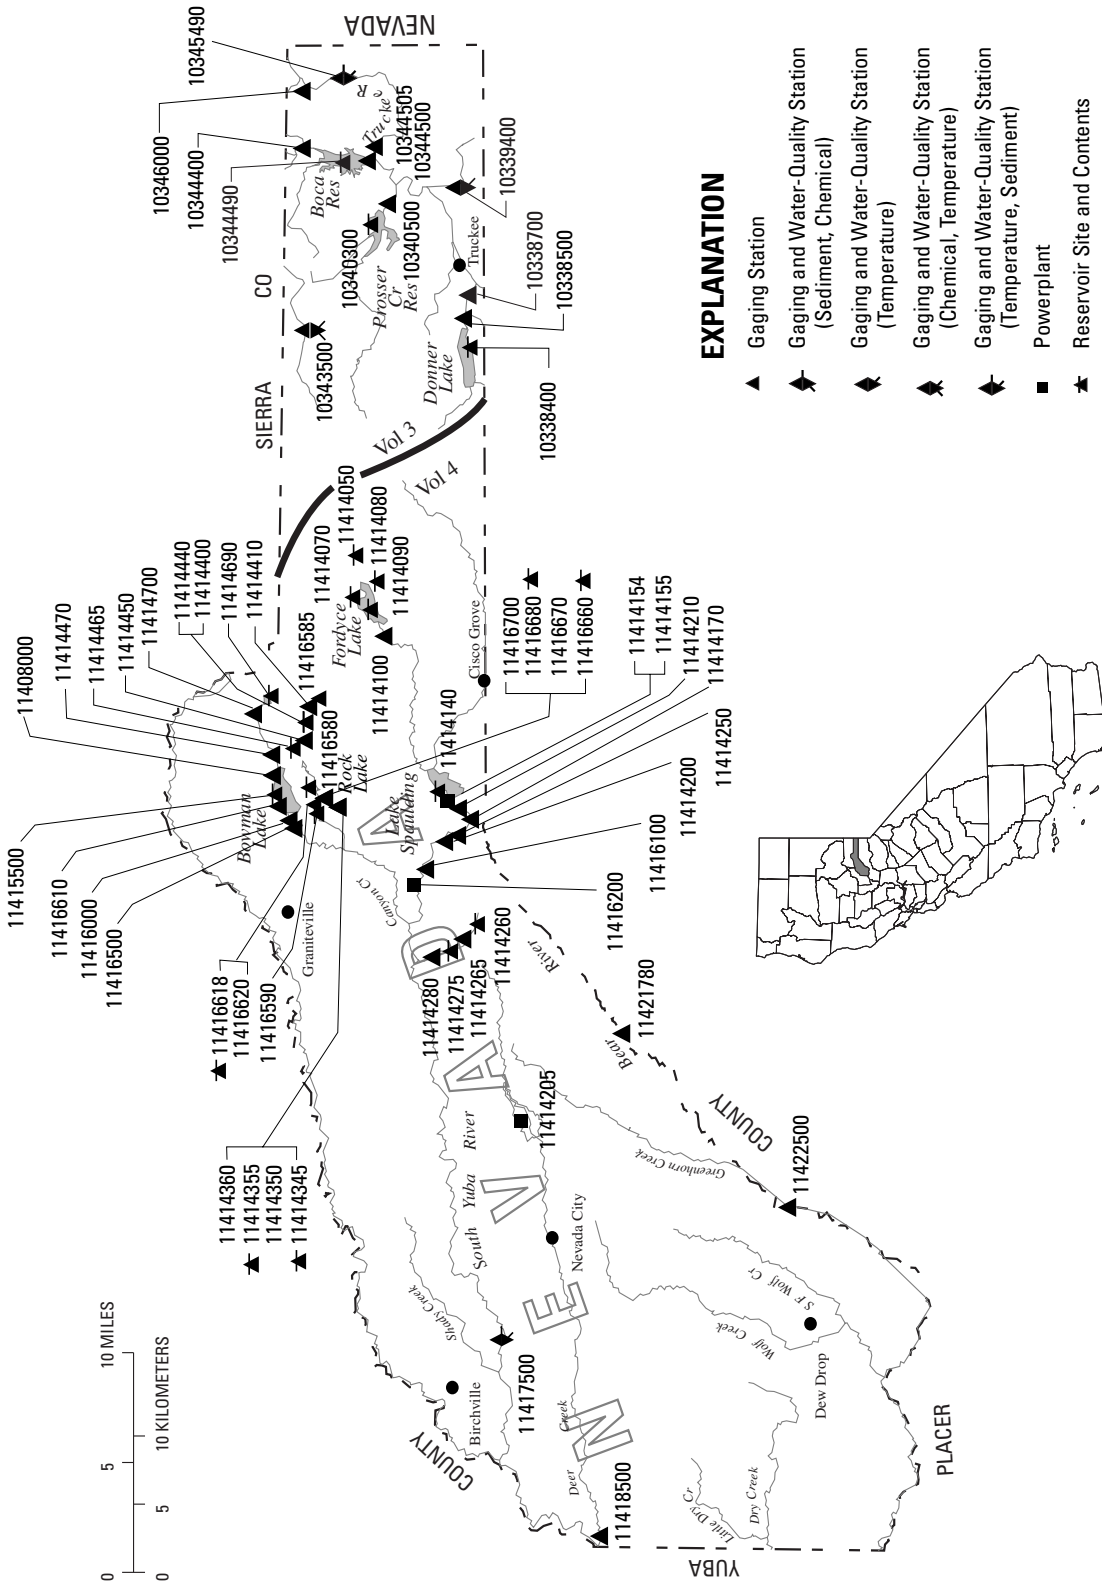 10 MILES
5
0
10 KILOMETERS
5
0
NEVADA
SIERRA
CO
COUNTY
COUNTY
PLACER
YUBA
N E V A D A
Vol 3
Vol 4
10346000
10345490
10344400
10344490
Boca
Res
Truckee
R
10344505
10344500
10339400
10338700
10338500
10338400
10340300
10340500
Prosser
Cr
Res
Truckee
Donner
Lake
10343500
11414050
11414070
11414080
11414090
Fordyce
Lake
11414100
Cisco Grove
11408000
11414470
11414465
11414450
11414700
11414440
11414400
11414690
11414410
11416585
11416580
Rock
Lake
Bowman
Lake
11415500
11416610
11416000
11416500
Graniteville
11416618
11416620
11416590
11414360
11414355
11414350
11414345
11416700
11416680
11416670
11416660
11414140
Lake
Spaulding
11414154
11414155
11414210
11414170
11414250
11414200
11416100
11416200
Canyon Cr
11414280
11414275
11414265
11414260
11414205
Bear
River
11421780
11422500
Greenhorn Creek
South
Yuba
River
Shady Creek
11417500
Birchville
Nevada City
Deer
Creek
11418500
Wolf
Creek
S F Wolf Cr
Dew Drop
Little Dry Cr
Dry Creek
EXPLANATION
Gaging Station
Gaging and Water-Quality Station
(Sediment, Chemical)
Gaging and Water-Quality Station
(Temperature)
Gaging and Water-Quality Station
(Chemical, Temperature)
Gaging and Water-Quality Station
(Temperature, Sediment)
Powerplant
Reservoir Site and Contents